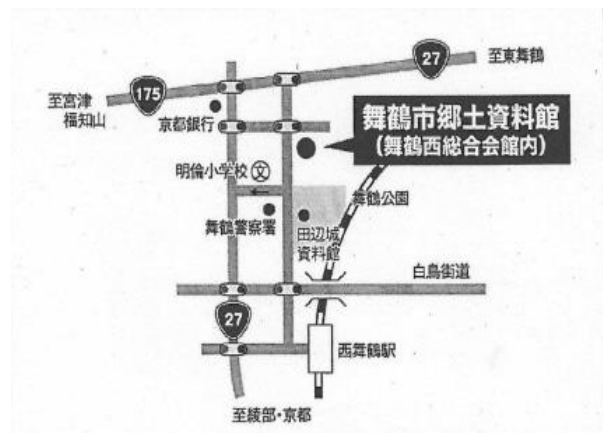 27
至東舞鶴
175
至宮津
福知山
京都銀行
舞鶴市郷土資料館
(舞鶴西総合会館内)
明倫小学校
文
舞鶴公園
舞鶴警察署
田辺城
資料館
白鳥街道
27
西舞鶴駅
至綾部・京都